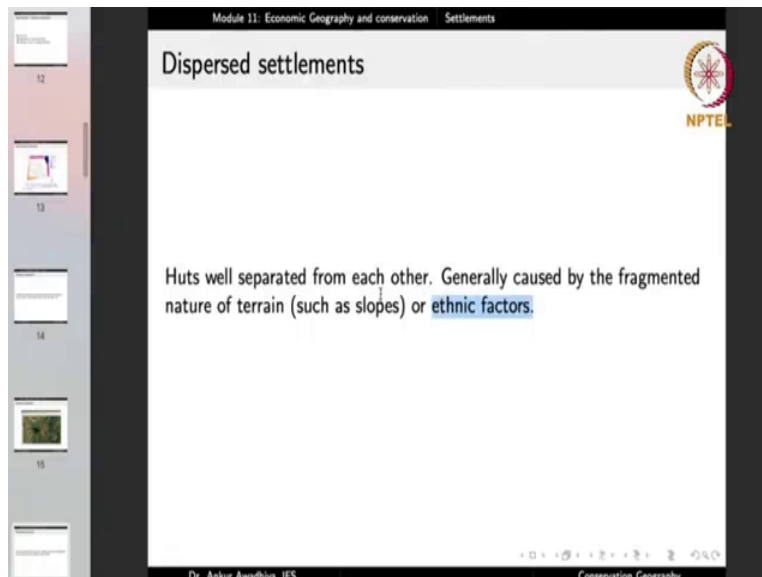 Module 11: Economic Geography and conservation Settlements
Dispersed settlements
NPTEL
Huts well separated from each other. Generally caused by the fragmented
nature of terrain (such as slopes) or ethnic factors.
12
13
14
15
Dr. Ankur Awadhiya, IFS Conservation Geography